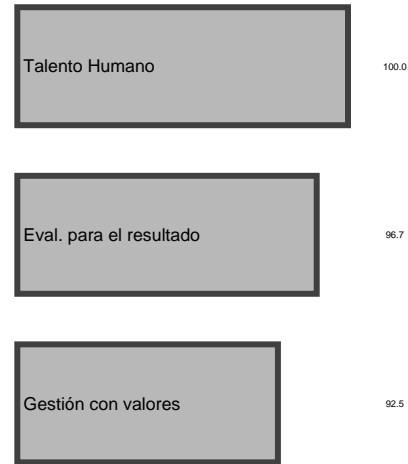 Talento Humano 100.0
Eval. para el resultado 96.7
Gestión con valores 92.5